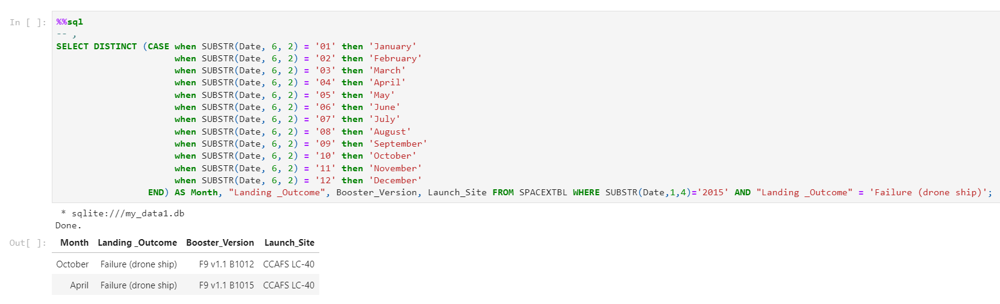 In [ ]: %%sql
-- ,
SELECT DISTINCT (CASE when SUBSTR(Date, 6, 2) = '01' then 'January'
when SUBSTR(Date, 6, 2) = '02' then 'February'
when SUBSTR(Date, 6, 2) = '03' then 'March'
when SUBSTR(Date, 6, 2) = '04' then 'April'
when SUBSTR(Date, 6, 2) = '05' then 'May'
when SUBSTR(Date, 6, 2) = '06' then 'June'
when SUBSTR(Date, 6, 2) = '07' then 'July'
when SUBSTR(Date, 6, 2) = '08' then 'August'
when SUBSTR(Date, 6, 2) = '09' then 'September'
when SUBSTR(Date, 6, 2) = '10' then 'October'
when SUBSTR(Date, 6, 2) = '11' then 'November'
when SUBSTR(Date, 6, 2) = '12' then 'December'
END) AS Month, "Landing _Outcome", Booster_Version, Launch_Site FROM SPACEXTBL WHERE SUBSTR(Date,1,4)='2015' AND "Landing _Outcome" = 'Failure (drone ship)';
* sqlite:///my_data1.db
Done.
Out[ ]: Month Landing _Outcome Booster_Version Launch_Site
October Failure (drone ship) F9 v1.1 B1012 CCAFS LC-40
April Failure (drone ship) F9 v1.1 B1015 CCAFS LC-40